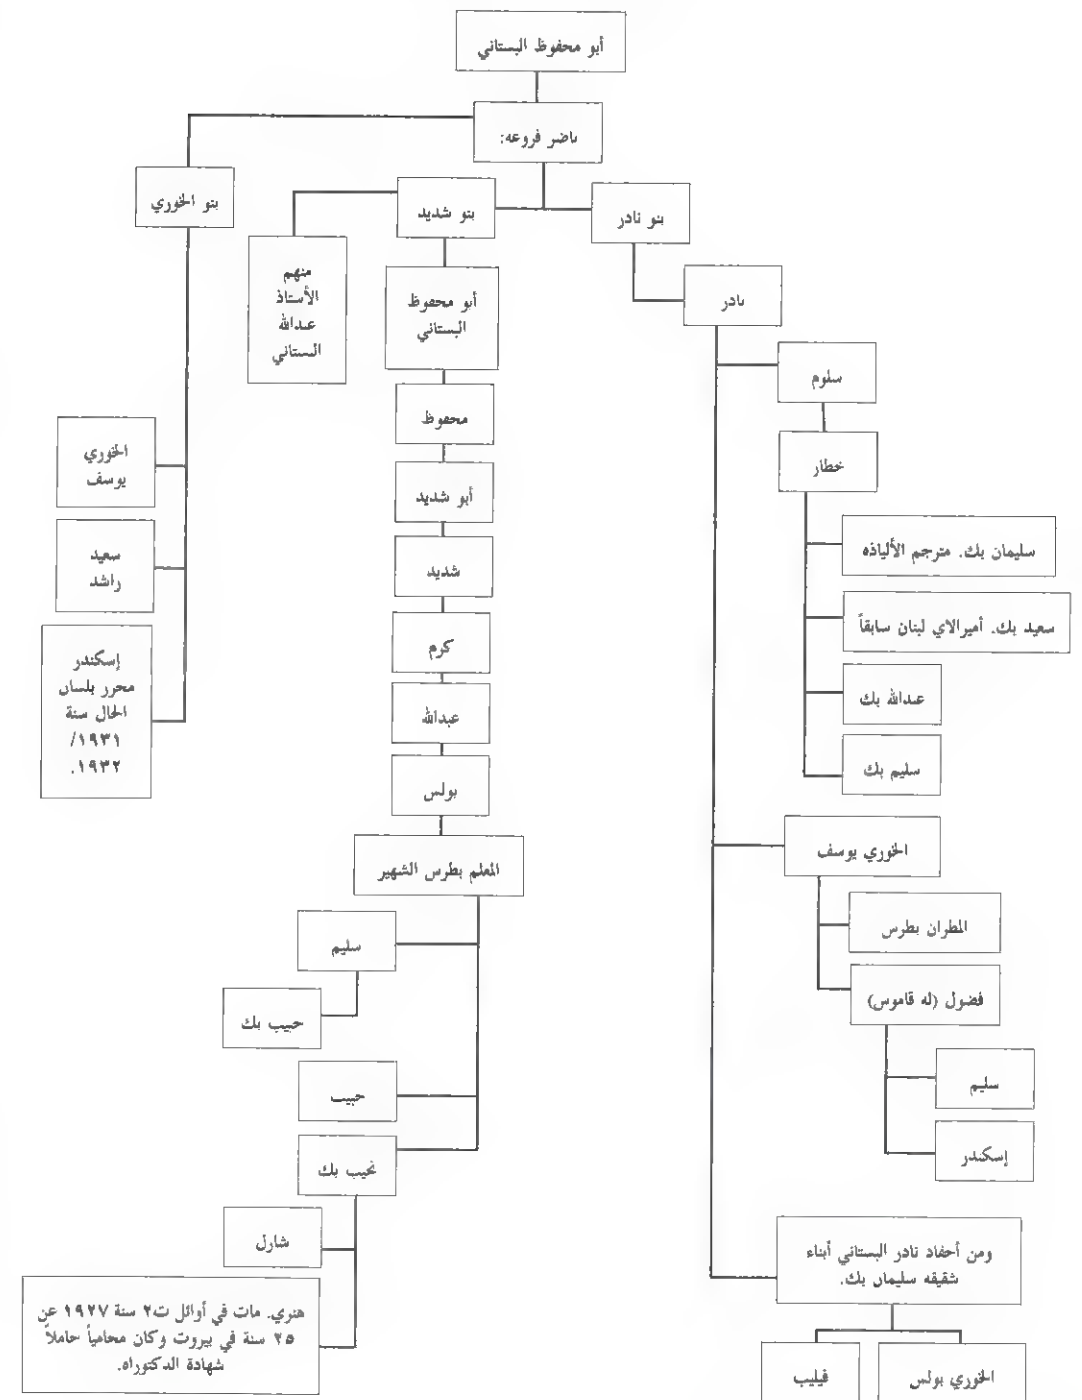 أبو محفوظ البستاني
ناضر فروعه:
بنو نادر
بنو شديد
بنو الخوري
نادر
سلوم
خطار
سليمان بك. مترجم الألياذه
سعيد بك. أميرالاي لبنان سابقاً
عبدالله بك
سليم بك
الخوري يوسف
المطران بطرس
فضول (له قاموس)
سليم
إسكندر
ومن أحفاد نادر البستاني أبناء
شقيقه سليمان بك.
الخوري بولس
فيليب
منهم
الأستاذ
عبدالله
البستاني
أبو محفوظ
البستاني
محفوظ
أبو شديد
شديد
كرم
عبدالله
بولس
المعلم بطرس الشهير
سليم
حبيب بك
حبيب
نجيب بك
شارل
هنري. مات في أوائل ت٢ سنة ١٩٢٧ عن
٢٥ سنة في بيروت وكان محامياً حاملاً
شهادة الدكتوراه.
الخوري
يوسف
سعيد
راشد
إسكندر
محرر بلسان
الحال سنة
١٩٣١/
١٩٣٢.